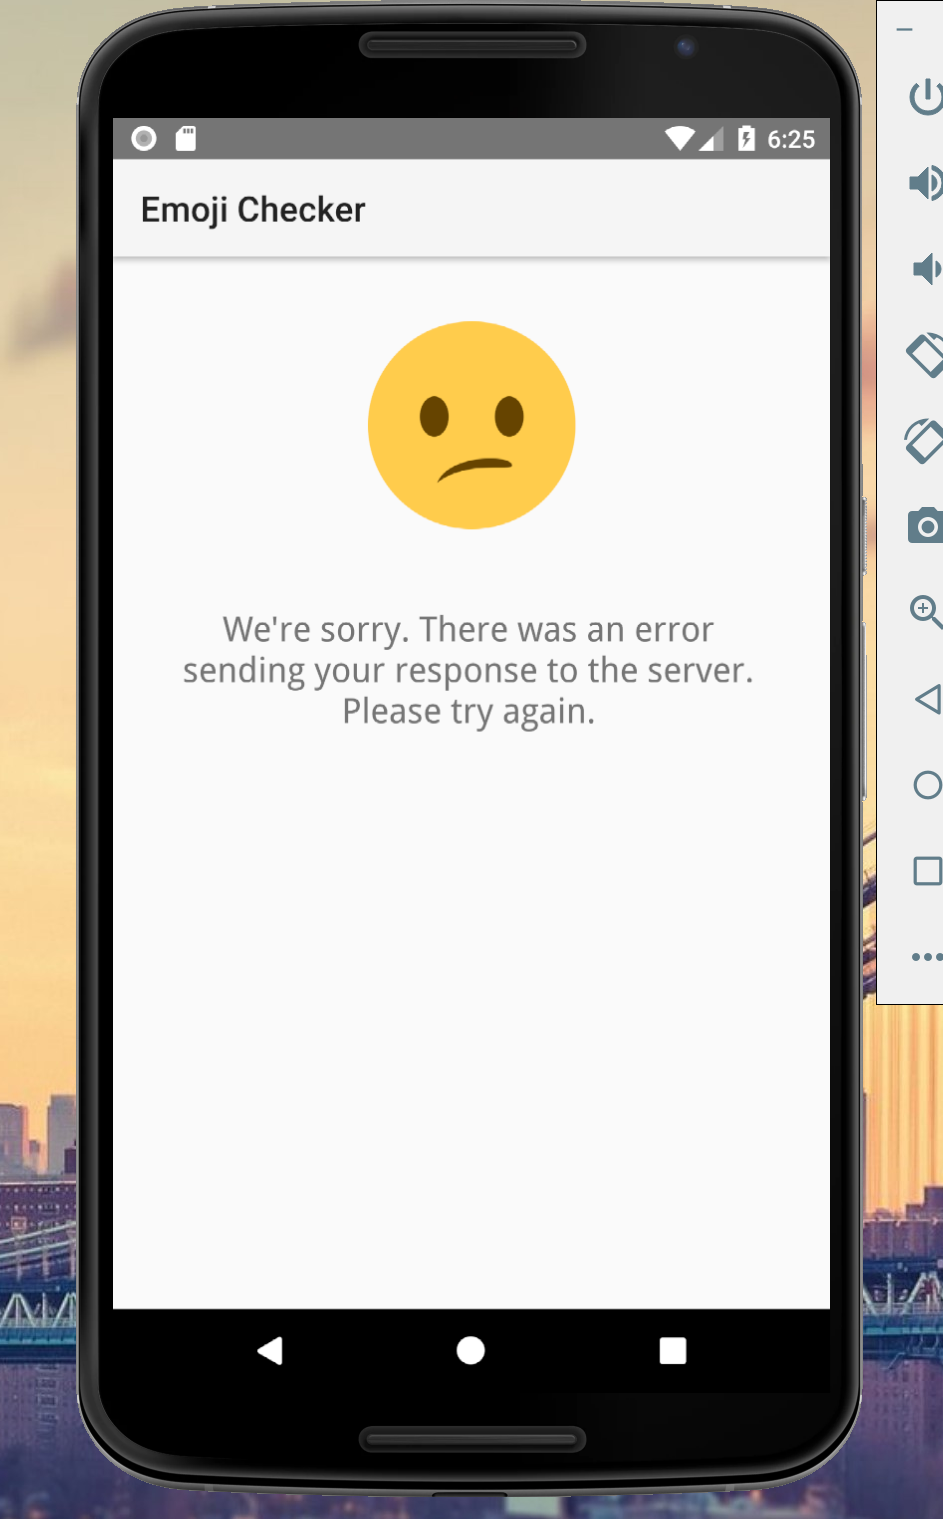 6:25
Emoji Checker
We're sorry. There was an error
sending your response to the server.
Please try again.